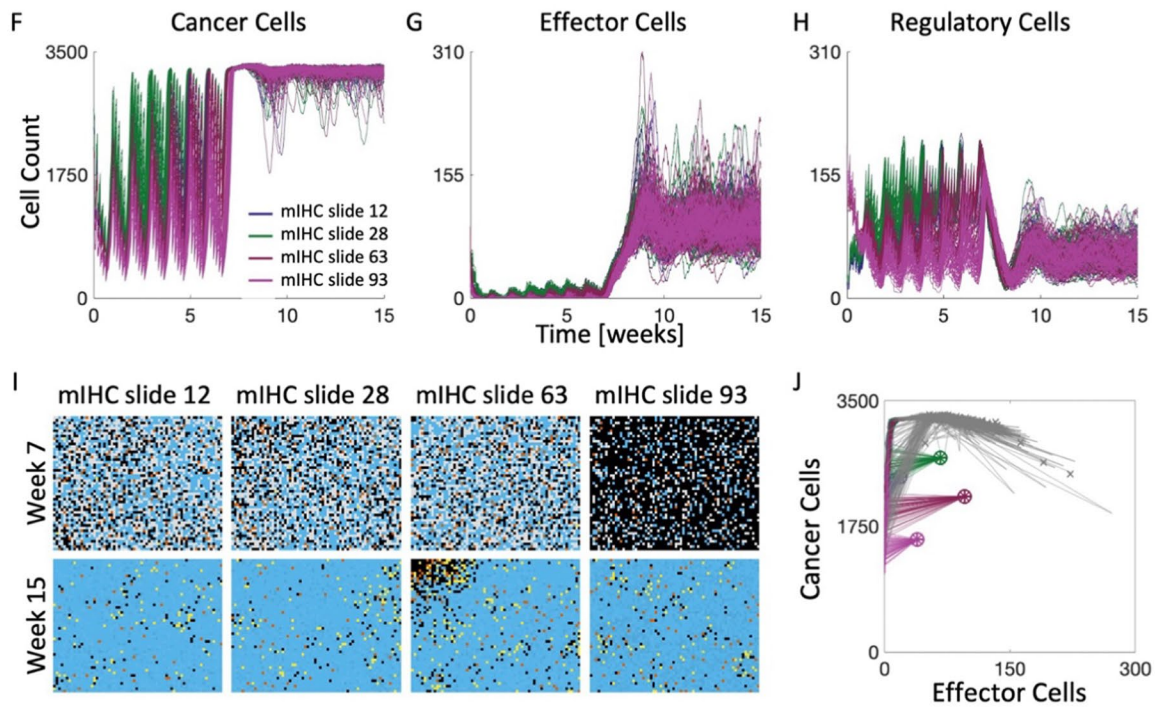 F Cancer Cells G Effector Cells H Regulatory Cells
3500 310 310
Cell Count
1750 155 155
mIHC slide 12
mIHC slide 28
mIHC slide 63
mIHC slide 93
0 0 0
0 5 10 15 0 5 10 15 0 5 10 15
Time [weeks]
I J
mIHC slide 12 mIHC slide 28 mIHC slide 63 mIHC slide 93
Week 7
Week 15
3500
Cancer Cells
1750
0
0 150 300
Effector Cells